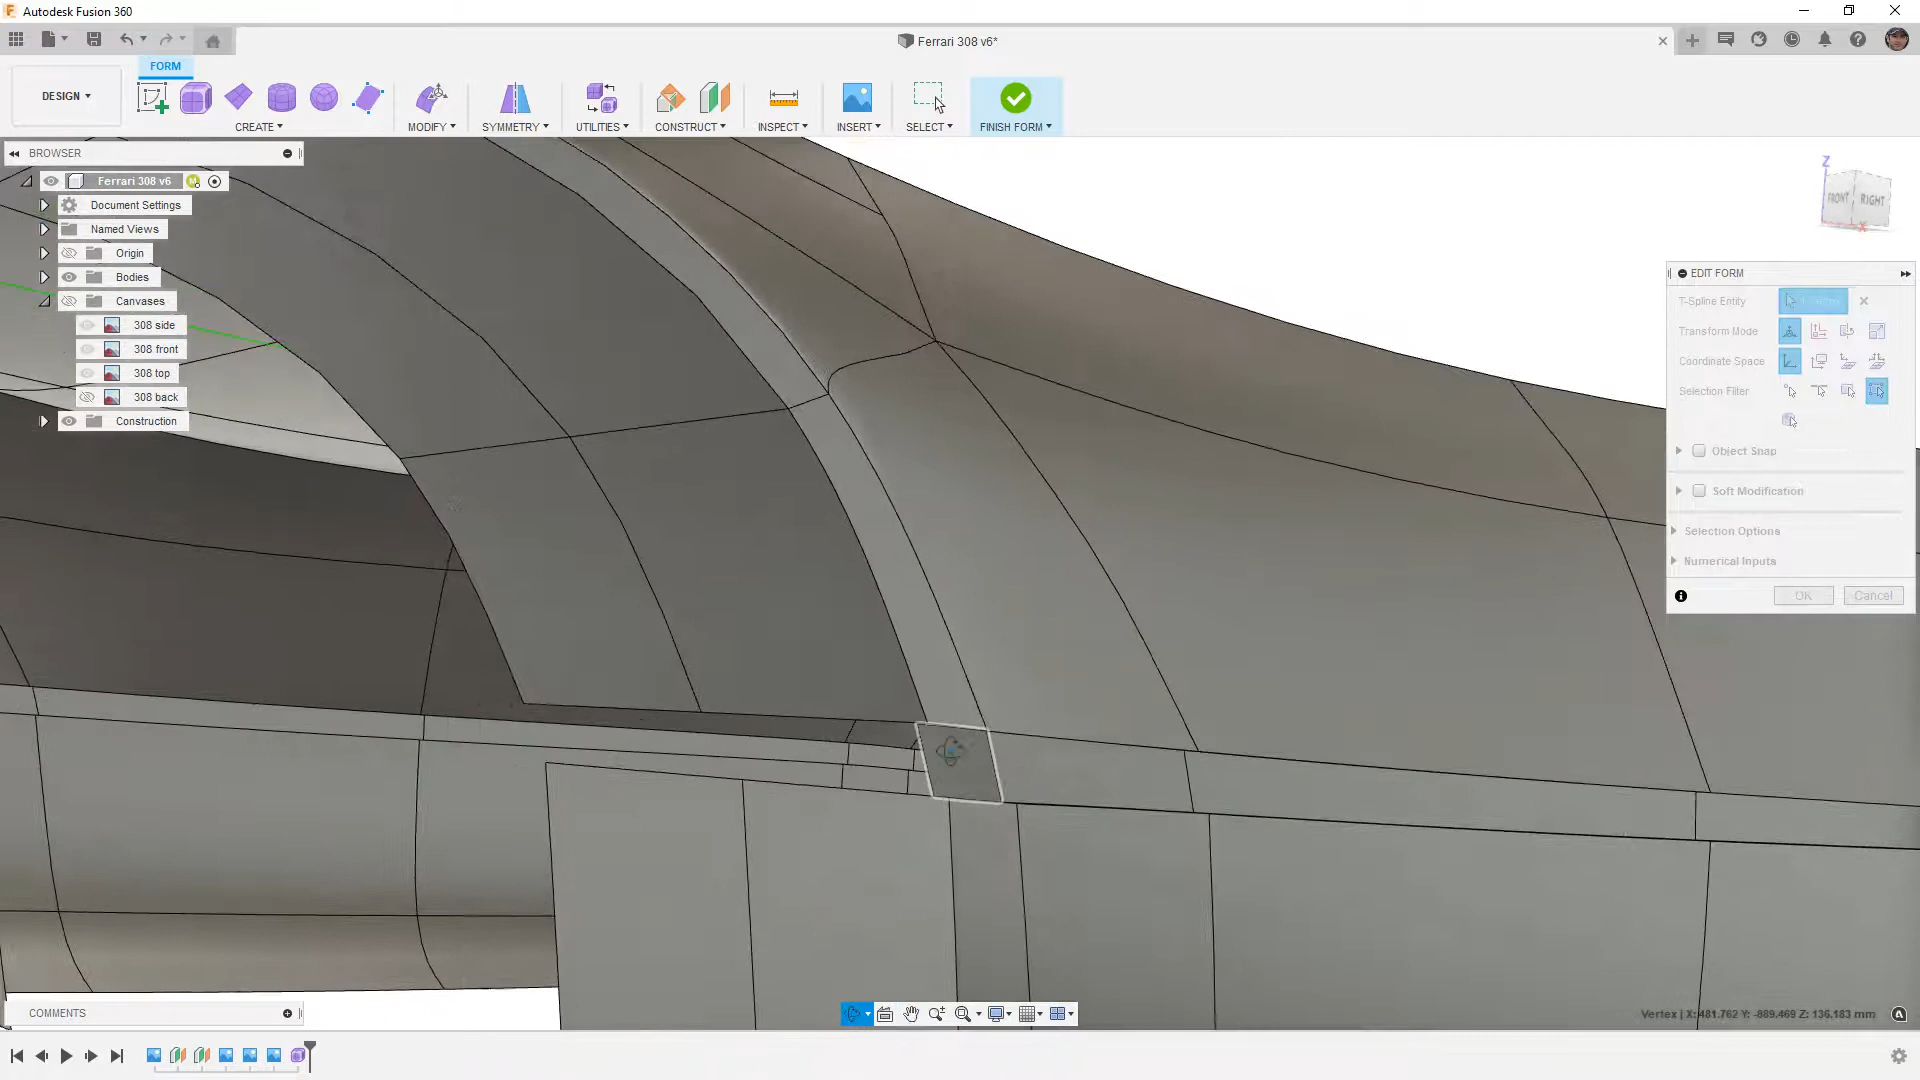 Autodesk Fusion 360
Ferrari 308 v6*
DESIGN
FORM
CREATE
MODIFY
SYMMETRY
UTILITIES
CONSTRUCT
INSPECT
INSERT
SELECT
FINISH FORM
BROWSER
Ferrari 308 v6
Document Settings
Named Views
Origin
Bodies
Canvases
308 side
308 front
308 top
308 back
Construction
Z
FRONT
RIGHT
X
EDIT FORM
T-Spline Entity
Transform Mode
Coordinate Space
Selection Filter
Object Snap
Soft Modification
Selection Options
Numerical Inputs
OK
Cancel
COMMENTS
Vertex | X:481.762 Y: -889.469 Z: 136.183 mm